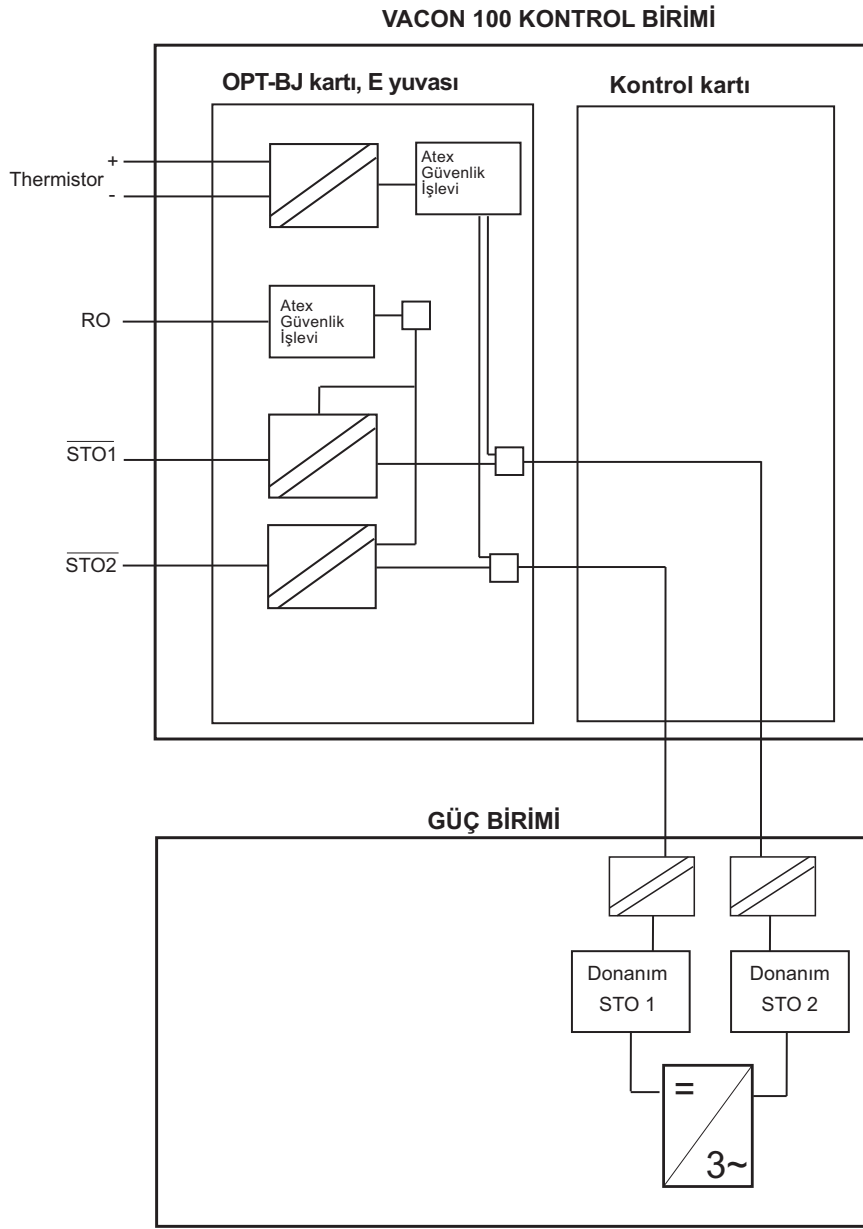 VACON 100 KONTROL BİRİMİ
OPT-BJ kartı, E yuvası
Kontrol kartı
+
Thermistor
-
Atex
Güvenlik
İşlevi
RO
Atex
Güvenlik
İşlevi
STO1
STO2
GÜÇ BİRİMİ
Donanım
STO 1
Donanım
STO 2
=
3~